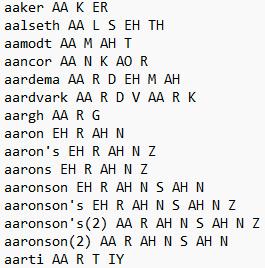 aaker AA K ER
aalseth AA L S EH TH
aamodt AA M AH T
aancor AA N K AO R
aardema AA R D EH M AH
aardvark AA R D V AA R K
aargh AA R G
aaron EH R AH N
aaron's EH R AH N Z
aarons EH R AH N Z
aaronson EH R AH N S AH N
aaronson's EH R AH N S AH N Z
aaronson's(2) AA R AH N S AH N Z
aaronson(2) AA R AH N S AH N
aarti AA R T IY